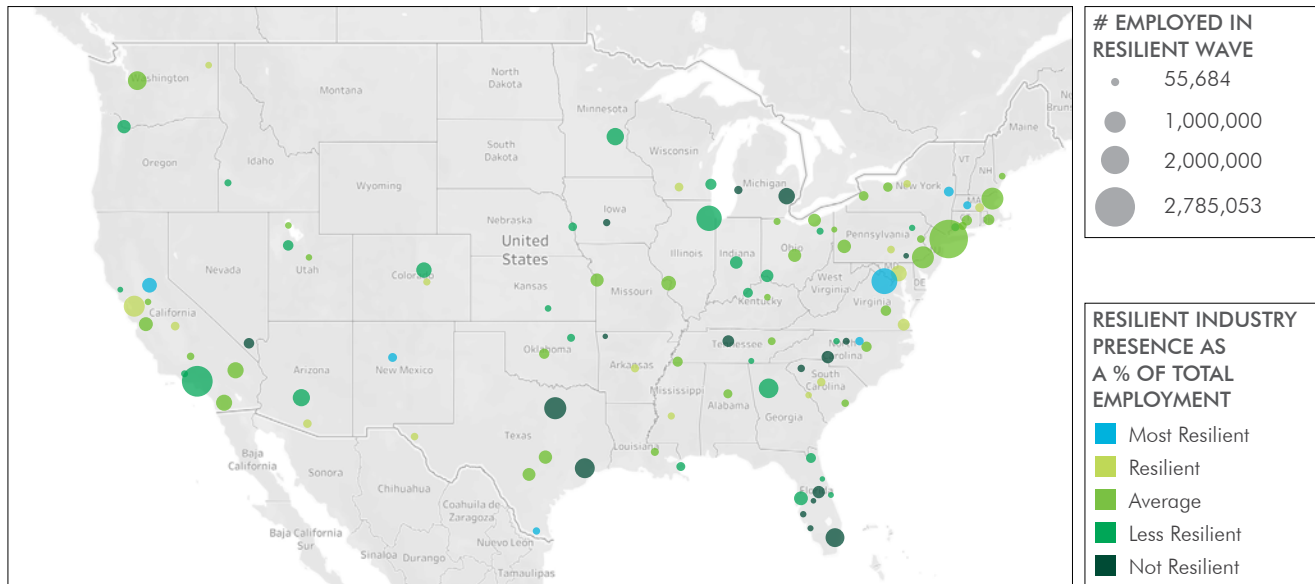 Washington
Montana
North
Dakota
Minnesota
Maine
VT
NH
Oregon
Idaho
South
Dakota
Wisconsin
Michigan
New York
MA
Wyoming
Iowa
Nebraska
Pennsylvania
United
States
Nevada
Utah
Colorado
Kansas
Illinois
Indiana
Ohio
MD
DE
West
Virginia
Virginia
Missouri
Kentucky
California
Oklahoma
Tennessee
North
Carolina
Arizona
New Mexico
Arkansas
South
Carolina
Mississippi
Alabama
Georgia
Texas
Louisiana
Baja
California
Sonora
Chihuahua
Florida
Coahuila de
Zaragoza
Baja California
Sur
Sinaloa
Durango
Nuevo León
Tamaulipas
# EMPLOYED IN
RESILIENT WAVE
55,684
1,000,000
2,000,000
2,785,053
RESILIENT INDUSTRY
PRESENCE AS
A % OF TOTAL
EMPLOYMENT
Most Resilient
Resilient
Average
Less Resilient
Not Resilient